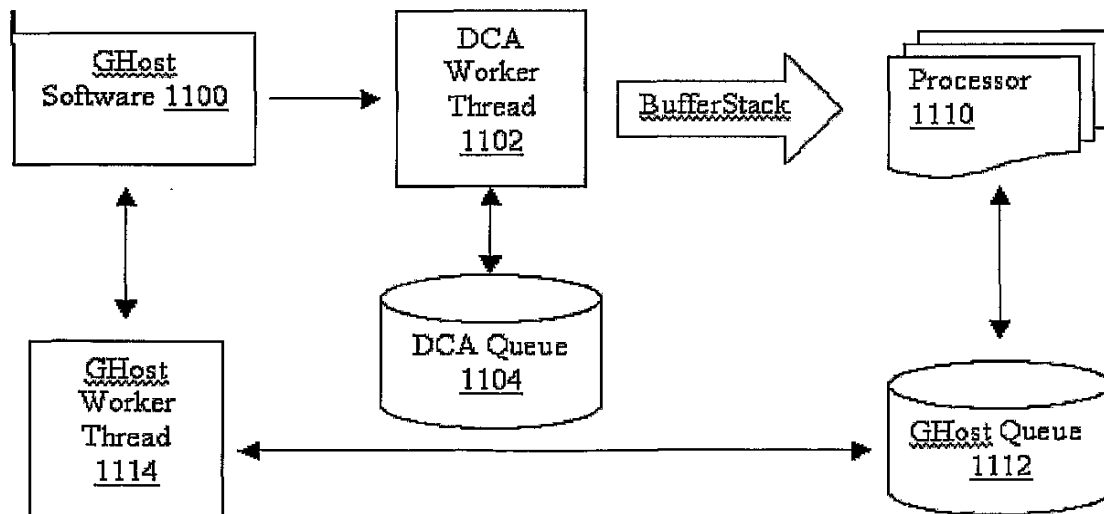 GHost
Software 1100
DCA
Worker
Thread
1102
BufferStack
Processor
1110
DCA Queue
1104
GHost
Worker
Thread
1114
GHost Queue
1112